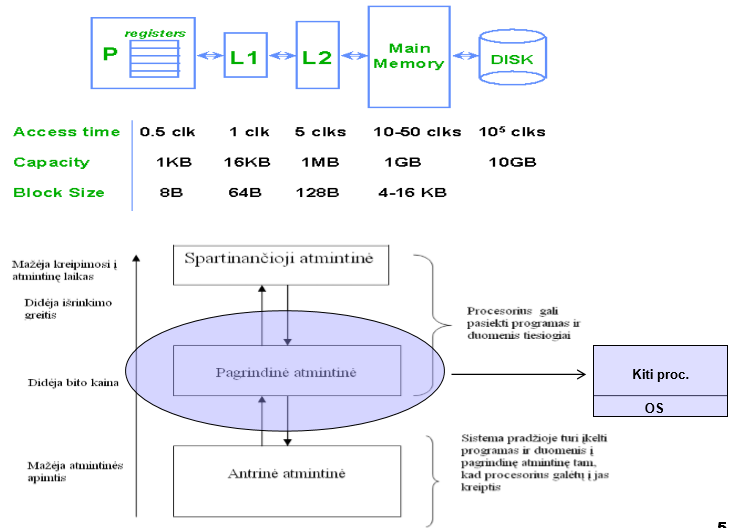 registers
P
L1
L2
Main
Memory
DISK
Access time 0.5 clk 1 clk 5 clks 10-50 clks 10⁵ clks
Capacity 1KB 16KB 1MB 1GB 10GB
Block Size 8B 64B 128B 4-16 KB
Mažėja kreipimosi į
atmintinę laikas
Didėja išrinkimo
greitis
Didėja bito kaina
Mažėja atmintinės
apimtis
Spartinančioji atmintinė
Pagrindinė atmintinė
Antrinė atmintinė
Procesorius gali
pasiekti programas ir
duomenis tiesiogiai
Kiti proc.
OS
Sistema pradžioje turi įkelti
programas ir duomenis į
pagrindinę atmintinę tam,
kad procesorius galėtų į jas
kreiptis
5